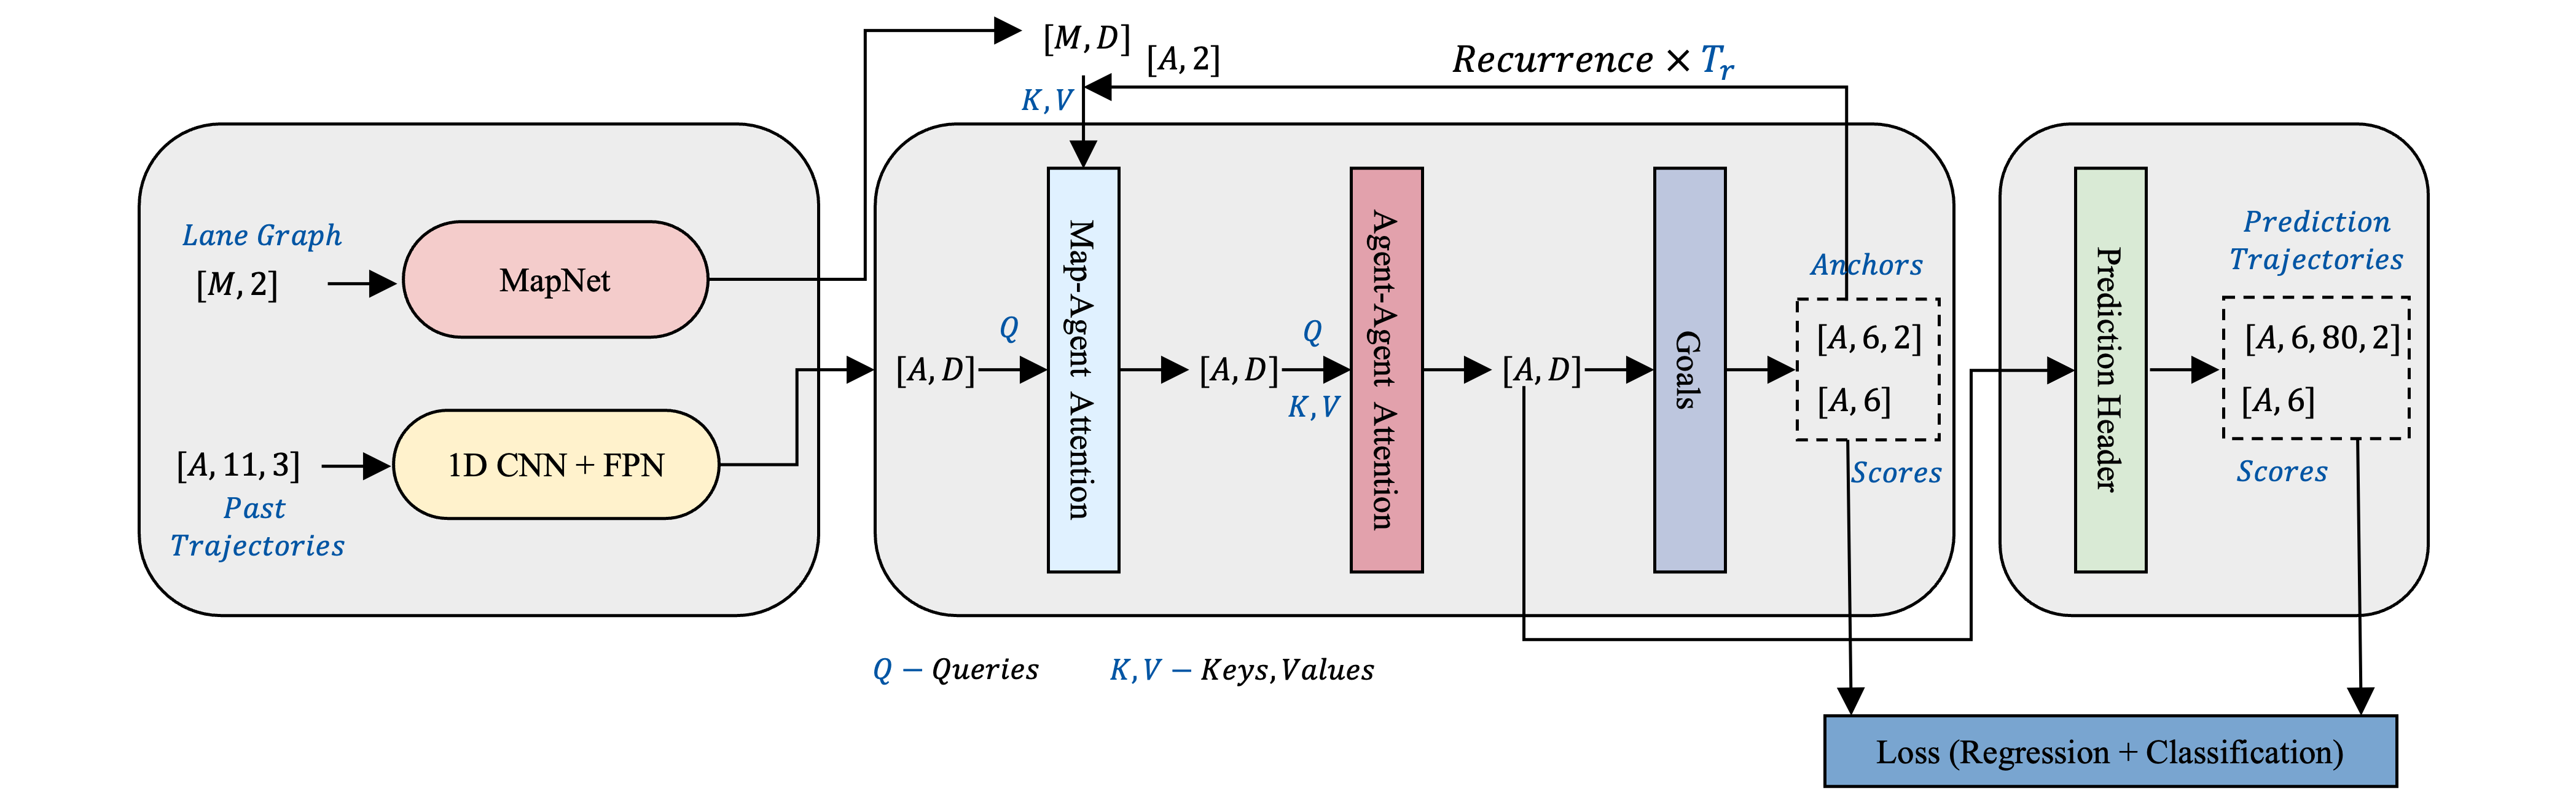 [M, D]
[A, 2]
Recurrence × Tr
K, V
Lane Graph
[M, 2]
MapNet
[A, 11, 3]
Past
Trajectories
1D CNN + FPN
[A, D]
Q
Map-Agent Attention
[A, D]
Q
K, V
Agent-Agent Attention
[A, D]
Goals
Anchors
[A, 6, 2]
[A, 6]
Scores
Prediction Header
Prediction
Trajectories
[A, 6, 80, 2]
[A, 6]
Scores
Q − Queries
K, V − Keys, Values
Loss (Regression + Classification)